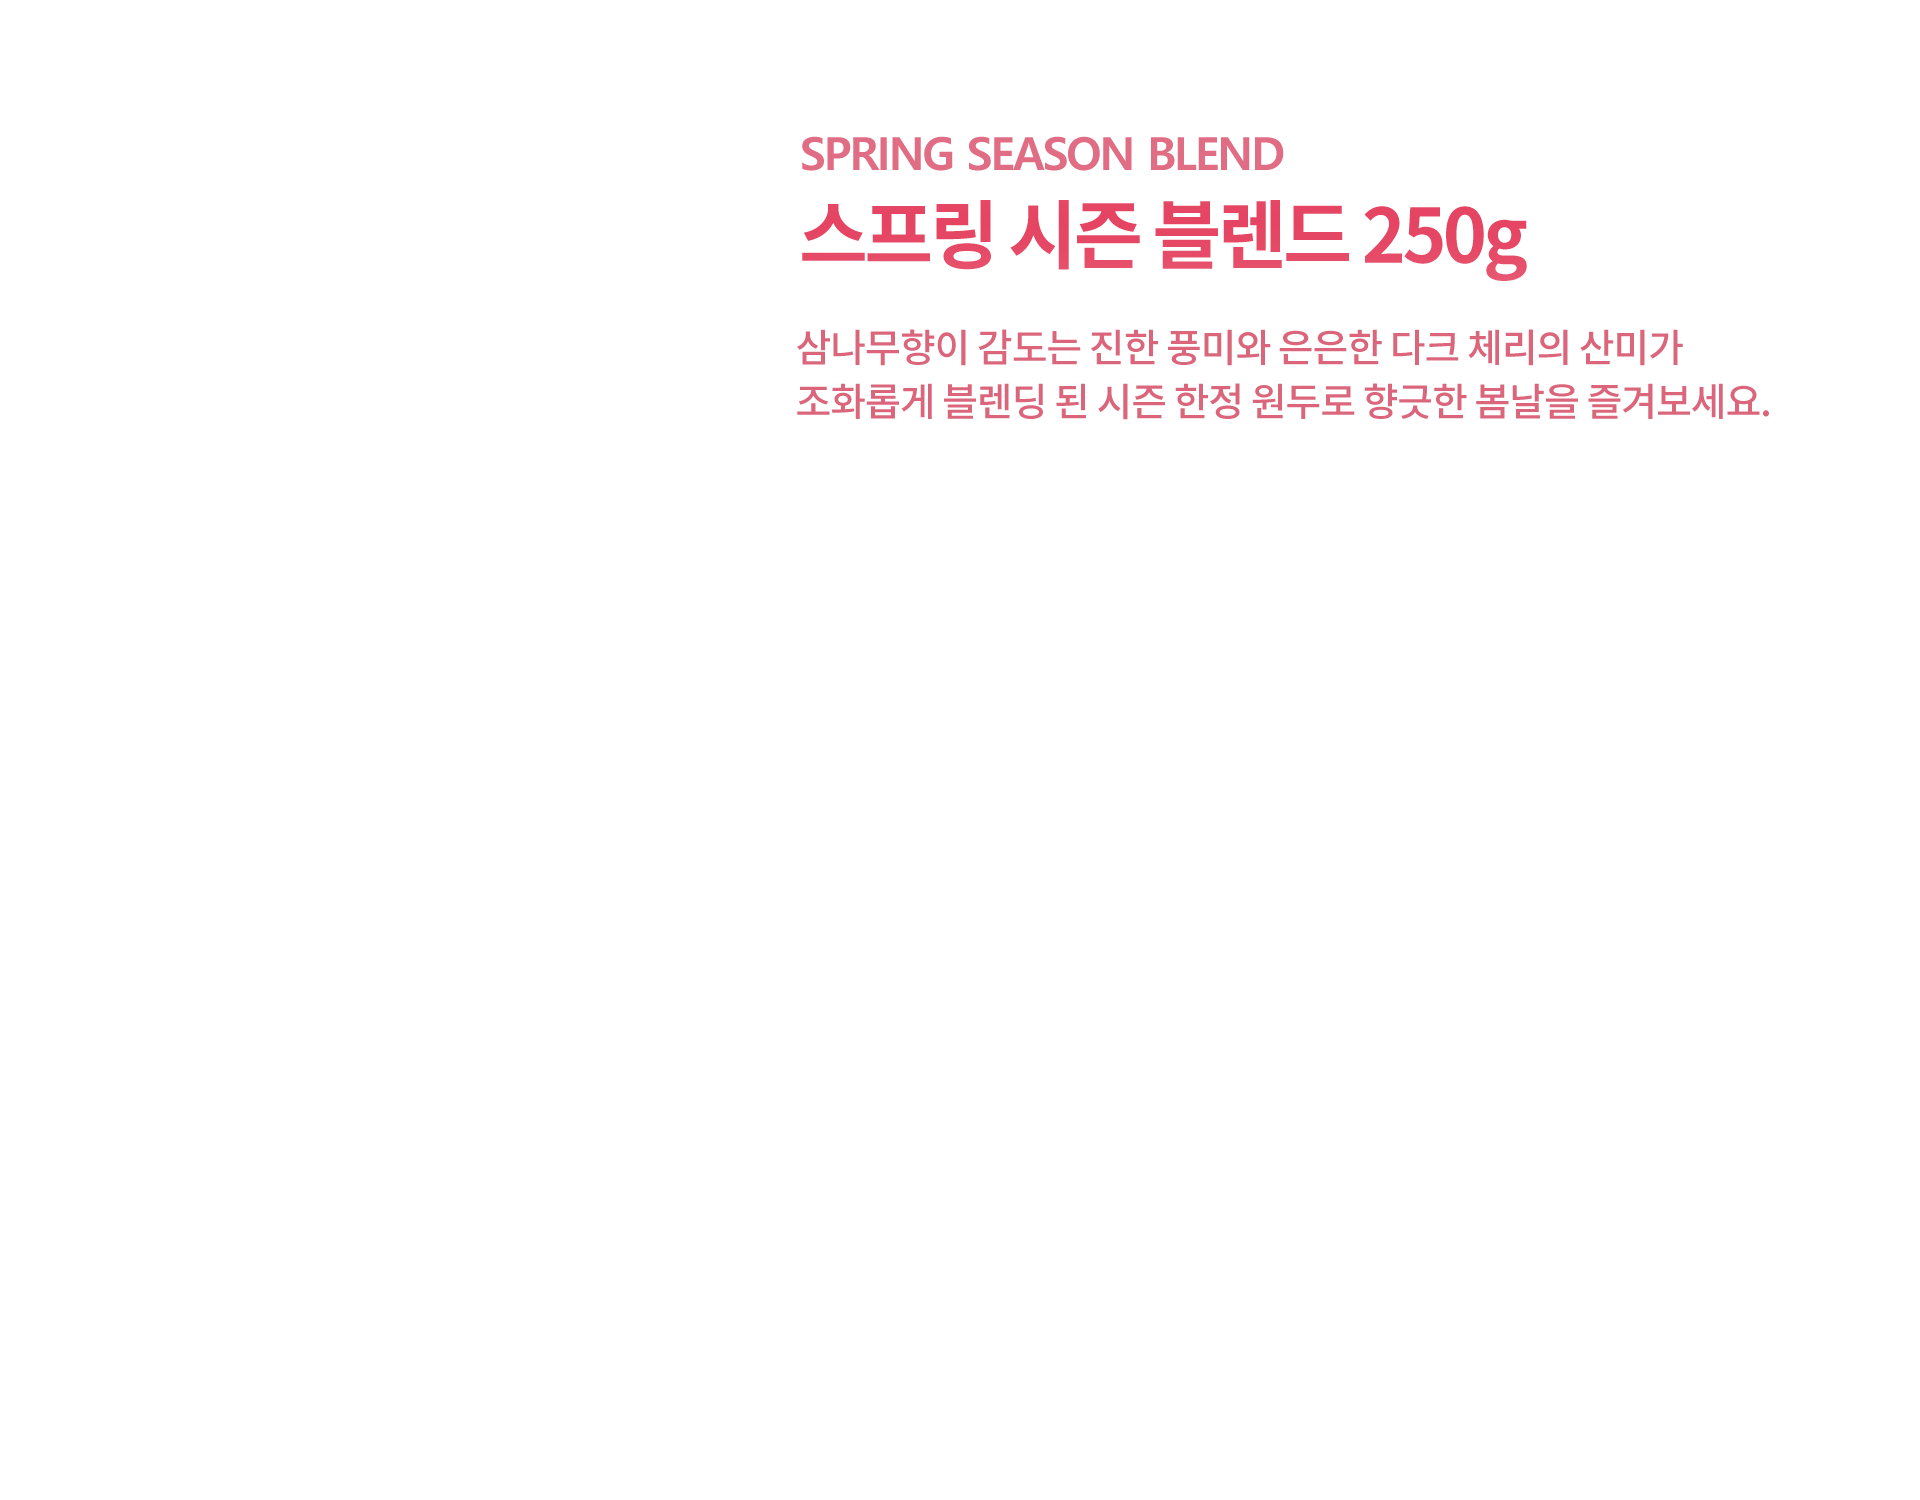 SPRING SEASON BLEND
스프링 시즌 블렌드 250g
삼나무향이 감도는 진한 풍미와 은은한 다크 체리의 산미가
조화롭게 블렌딩 된 시즌 한정 원두로 향긋한 봄날을 즐겨보세요.